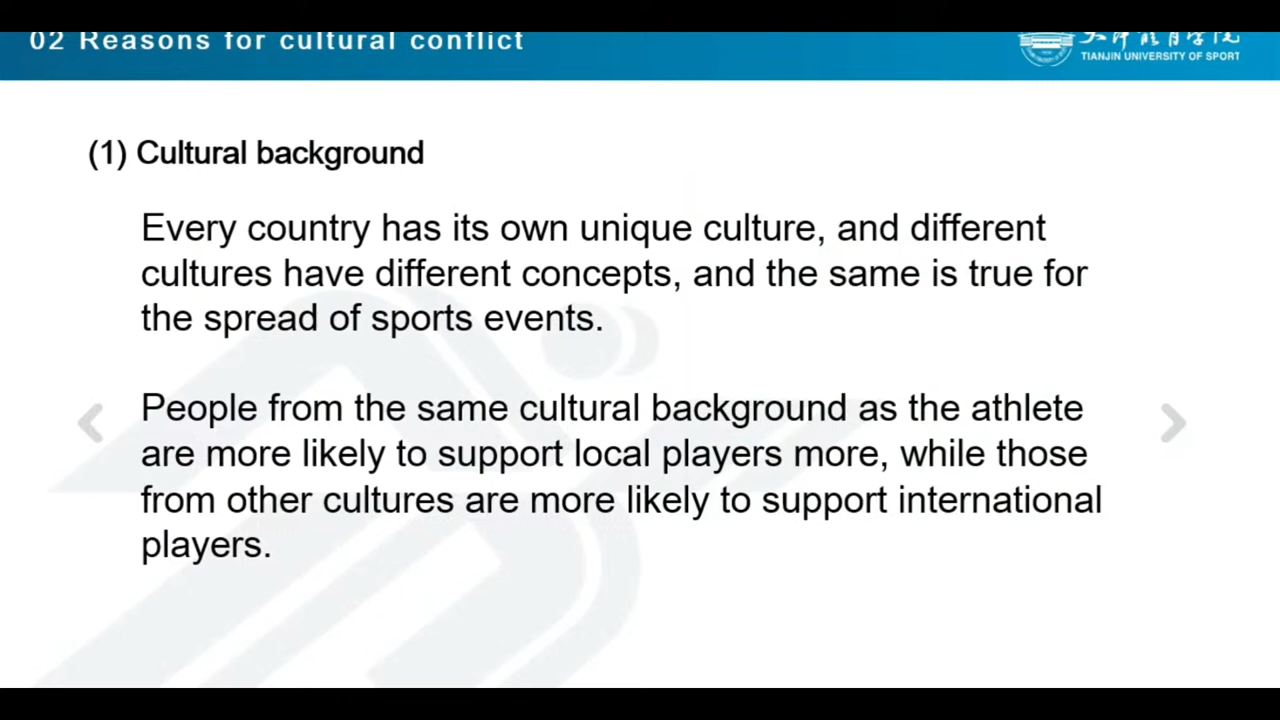 02 Reasons for cultural conflict
TIANJIN UNIVERSITY OF SPORT
(1) Cultural background
Every country has its own unique culture, and different
cultures have different concepts, and the same is true for
the spread of sports events.
People from the same cultural background as the athlete
are more likely to support local players more, while those
from other cultures are more likely to support international
players.